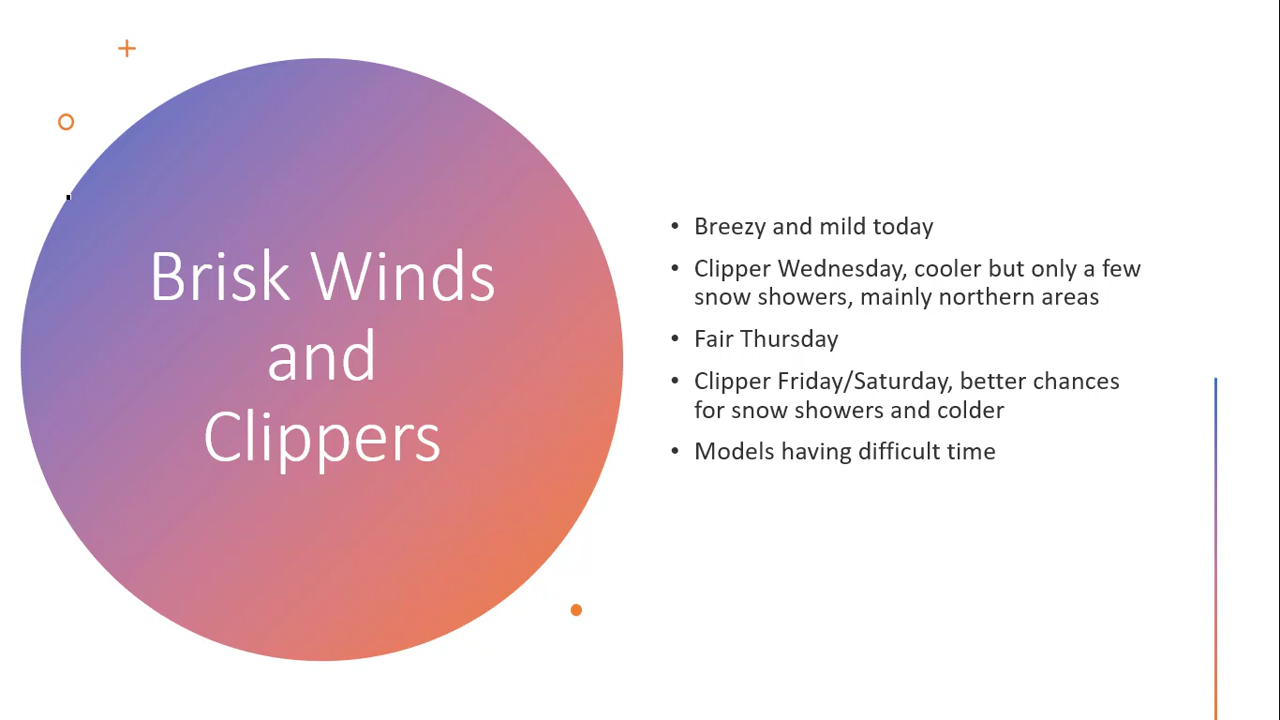 Brisk Winds
and
Clippers
• Breezy and mild today
• Clipper Wednesday, cooler but only a few
snow showers, mainly northern areas
• Fair Thursday
• Clipper Friday/Saturday, better chances
for snow showers and colder
• Models having difficult time